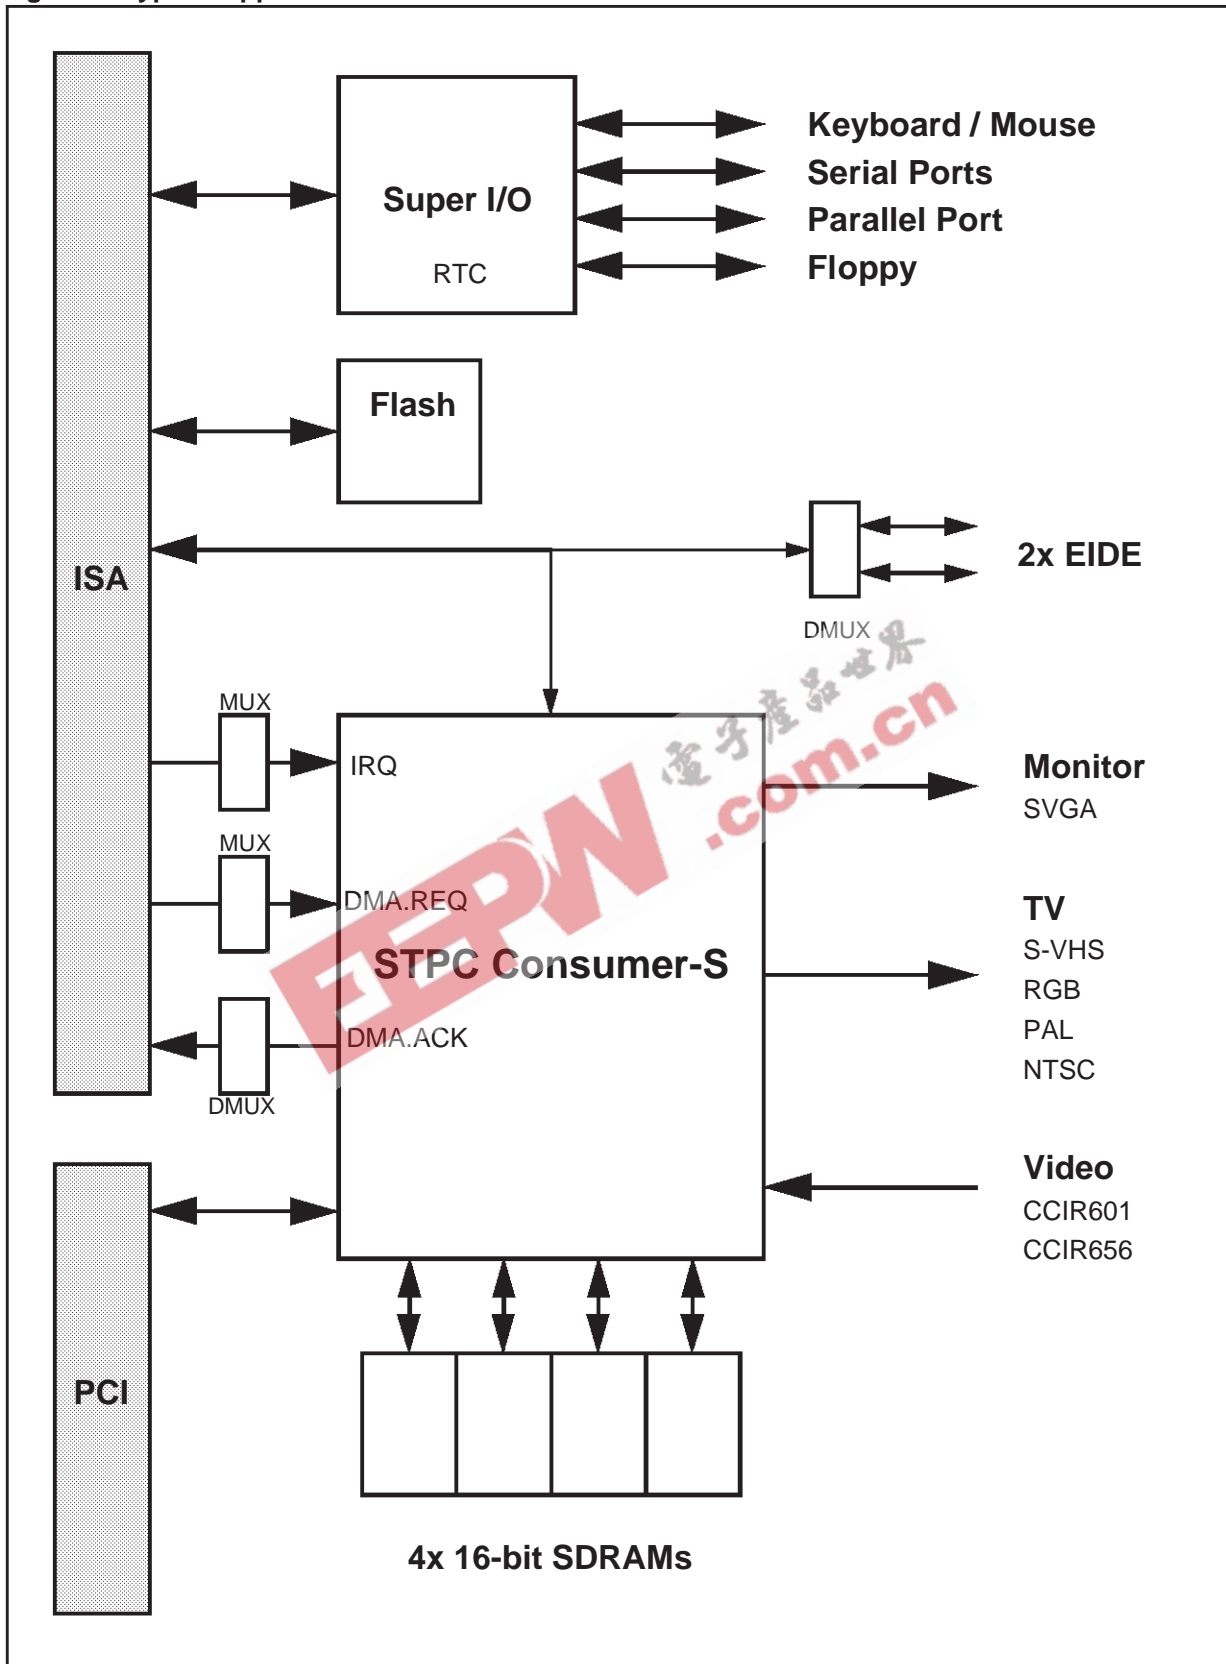 Keyboard / Mouse
Serial Ports
Parallel Port
Floppy
Super I/O
RTC
Flash
ISA
2x EIDE
DMUX
MUX
IRQ
MUX
DMA.REQ
STPC Consumer-S
DMA.ACK
DMUX
Monitor
SVGA
TV
S-VHS
RGB
PAL
NTSC
Video
CCIR601
CCIR656
PCI
4x 16-bit SDRAMs
EEPW
.com.cn
電子產品世界